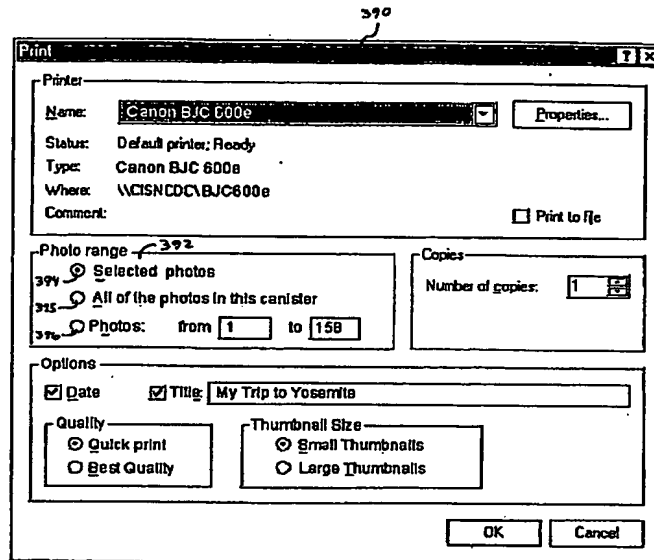 390
Print ? X
Printer
Name: Canon BJC 600e Properties...
Status: Default printer; Ready
Type: Canon BJC 600e
Where: \\CISNCDC\BJC600e
Comment: Print to file
Photo range 392 Copies
394 Selected photos Number of copies: 1
395 All of the photos in this canister
396 Photos: from 1 to 158
Options
Date Title: My Trip to Yosemite
Quality Thumbnail Size
Quick print Small Thumbnails
Best Quality Large Thumbnails
OK Cancel